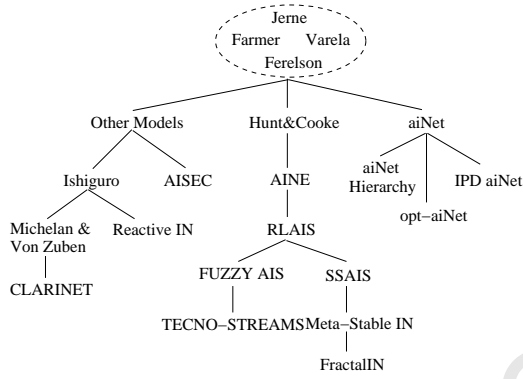 Jerne
Farmer Varela
Ferelson
Other Models Hunt&Cooke aiNet
Ishiguro AISEC AINE aiNet
Hierarchy IPD aiNet
opt−aiNet
Michelan &
Von Zuben Reactive IN RLAIS
CLARINET FUZZY AIS SSAIS
TECNO−STREAMS Meta−Stable IN
FractalIN